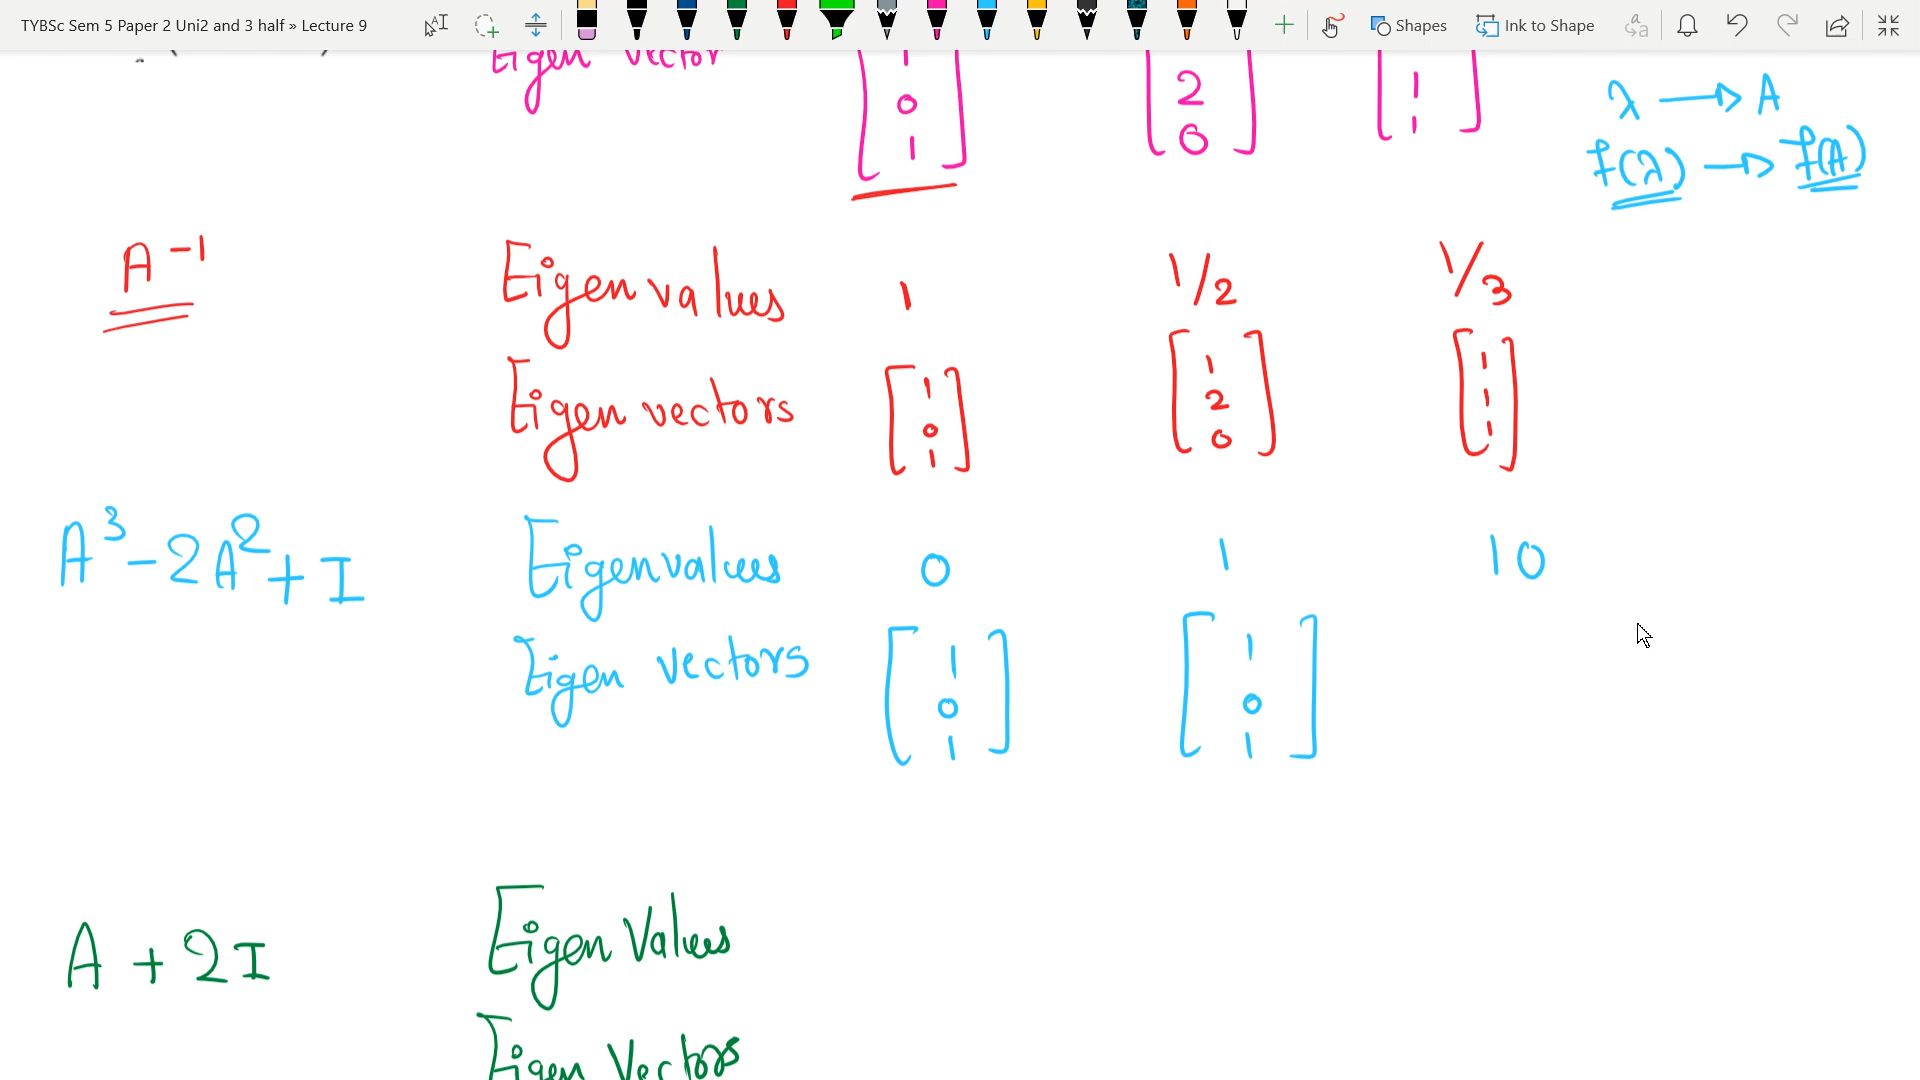 TYBSc Sem 5 Paper 2 Uni2 and 3 half » Lecture 9 Shapes Ink to Shape
Eigen vector [1 0 1] [2 0] [1 1]
λ → A
f(λ) → f(A)
A⁻¹ Eigen values 1 1/2 1/3
Eigen vectors [1 0 1] [1 2 0] [1 1 1]
A³ - 2A² + I Eigenvalues 0 1 10
Eigen vectors [1 0 1] [1 0 1]
A + 2I Eigen Values
Eigen Vectors